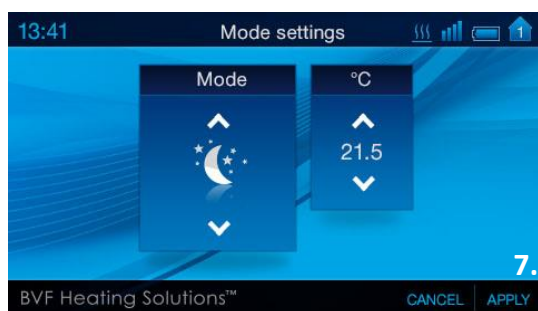 13:41 Mode settings 1
Mode °C
21.5
7.
BVF Heating Solutions™ CANCEL APPLY